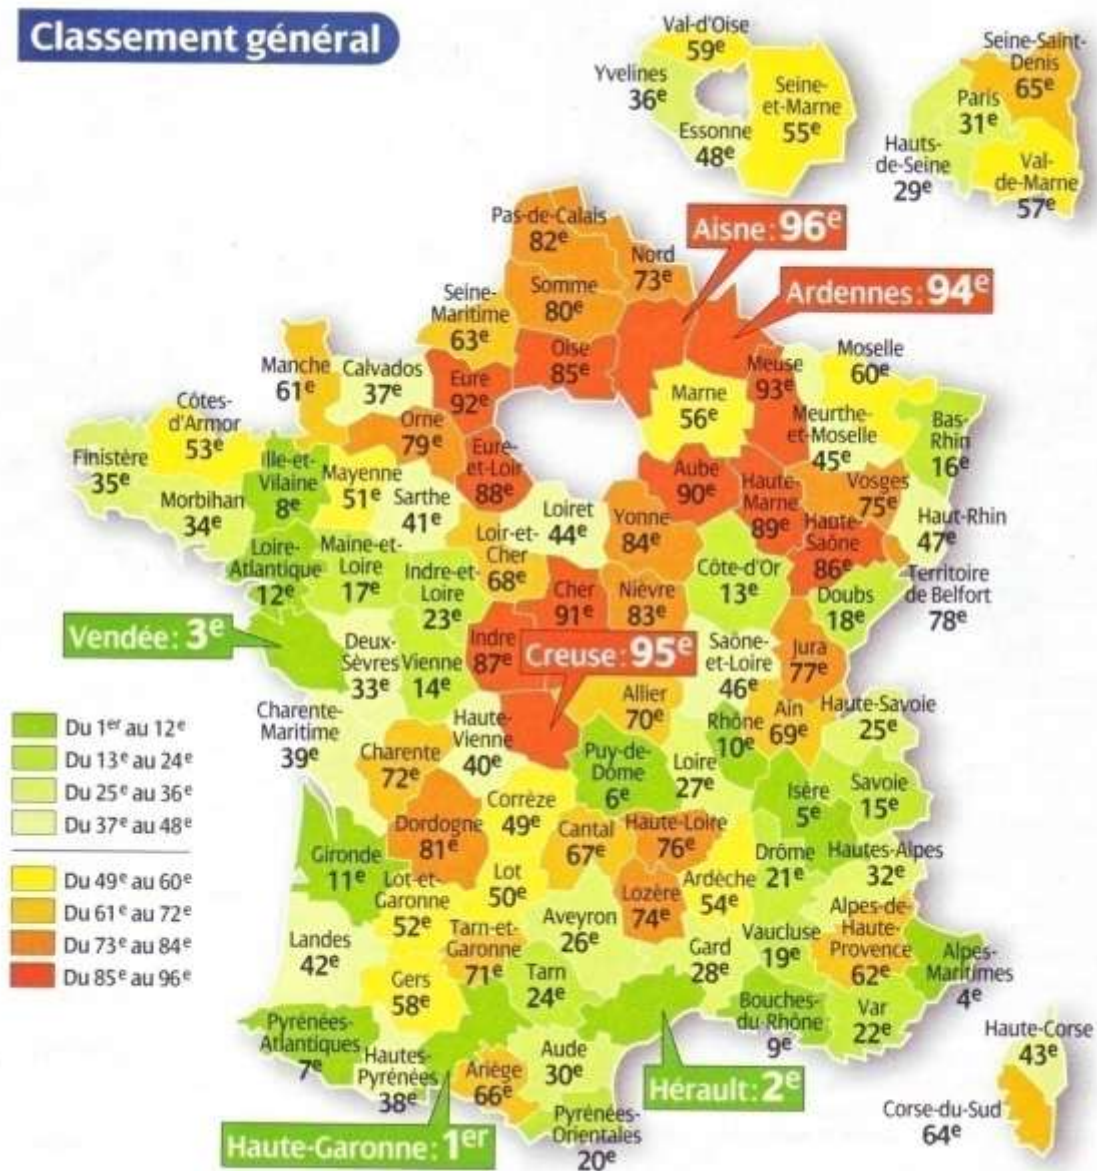 Classement général
Val-d'Oise
59e
Yvelines
36e
Seine-
et-Marne
55e
Essonne
48e
Seine-Saint-
Denis
65e
Paris
31e
Hauts-
de-Seine
29e
Val-
de-Marne
57e
Pas-de-Calais
82e
Aisne: 96e
Nord
73e
Ardennes: 94e
Somme
80e
Seine-
Maritime
63e
Oise
85e
Manche
61e
Calvados
37e
Eure
92e
Marne
56e
Meuse
93e
Moselle
60e
Meurthe-
et-Moselle
45e
Bas-
Rhin
16e
Côtes-
d'Armor
53e
Orne
79e
Eure-
et-Loir
88e
Finistère
35e
Ille-et-
Vilaine
8e
Mayenne
51e
Sarthe
41e
Morbihan
34e
Aube
90e
Haute-
Marne
89e
Vosges
75e
Haut-Rhin
47e
Loiret
44e
Yonne
84e
Haute-
Saône
86e
Territoire
de Belfort
78e
Loire-
Atlantique
12e
Maine-et-
Loire
17e
Indre-et-
Loire
23e
Loir-et-
Cher
68e
Cher
91e
Nièvre
83e
Côte-d'Or
13e
Doubs
18e
Vendée: 3e
Deux-
Sèvres
33e
Vienne
14e
Indre
87e
Creuse: 95e
Saône-
et-Loire
46e
Jura
77e
Du 1er au 12e
Du 13e au 24e
Du 25e au 36e
Du 37e au 48e
Du 49e au 60e
Du 61e au 72e
Du 73e au 84e
Du 85e au 96e
Charente-
Maritime
39e
Charente
72e
Haute-
Vienne
40e
Allier
70e
Puy-de-
Dôme
6e
Rhône
10e
Loire
27e
Ain
69e
Haute-Savoie
25e
Savoie
15e
Isère
5e
Corrèze
49e
Dordogne
81e
Cantal
67e
Haute-Loire
76e
Gironde
11e
Lot-et-
Garonne
52e
Lot
50e
Lozère
74e
Ardèche
54e
Drôme
21e
Hautes-Alpes
32e
Landes
42e
Tarn-et-
Garonne
71e
Aveyron
26e
Gard
28e
Vaucluse
19e
Alpes-de-
Haute-
Provence
62e
Alpes-
Maritimes
4e
Gers
58e
Tarn
24e
Bouches-
du-Rhône
9e
Var
22e
Pyrénées-
Atlantiques
7e
Hautes-
Pyrénées
38e
Ariège
66e
Aude
30e
Hérault: 2e
Haute-Corse
43e
Corse-du-Sud
64e
Haute-Garonne: 1er
Pyrénées-
Orientales
20e